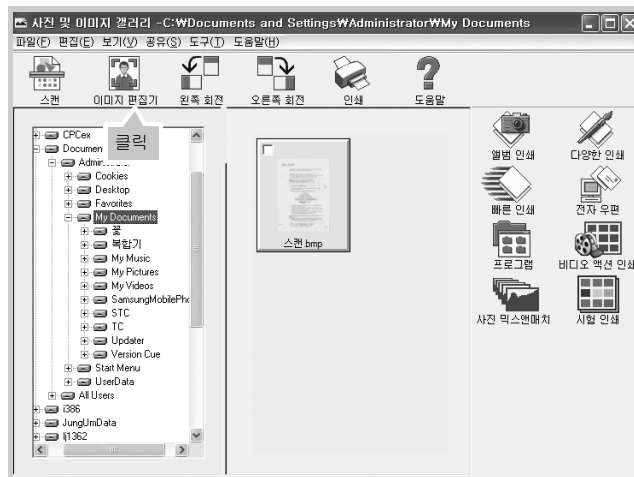 사진 및 이미지 갤러리 -C:₩Documents and Settings₩Administrator₩My Documents
파일(F) 편집(E) 보기(V) 공유(S) 도구(T) 도움말(H)
스캔 이미지 편집기 왼쪽 회전 오른쪽 회전 인쇄 도움말
클릭
CPCex
Documen
Cookies
Desktop
Favorites
My Documents
꽃
복합기
My Music
My Pictures
My Videos
SamsungMobilePho
STC
TC
Updater
Version Cue
Start Menu
UserData
All Users
i386
JungUmData
lj1362
스캔.bmp
앨범 인쇄 다양한 인쇄
빠른 인쇄 전자 우편
프로그램 비디오 액션 인쇄
사진 믹스앤매치 시험 인쇄